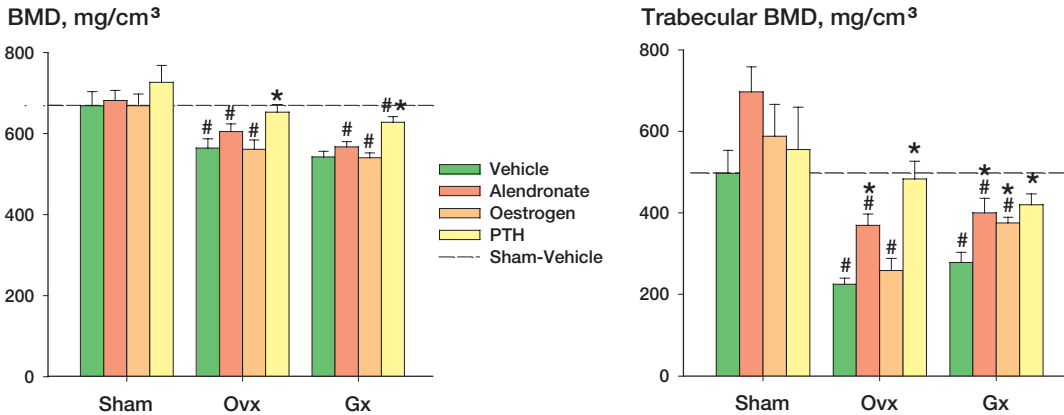 BMD, mg/cm³
800
600
400
200
0
# # # * # # #*
Sham Ovx Gx
Vehicle
Alendronate
Oestrogen
PTH
Sham-Vehicle
Trabecular BMD, mg/cm³
800
600
400
200
0
# *# # * # *# *# *
Sham Ovx Gx